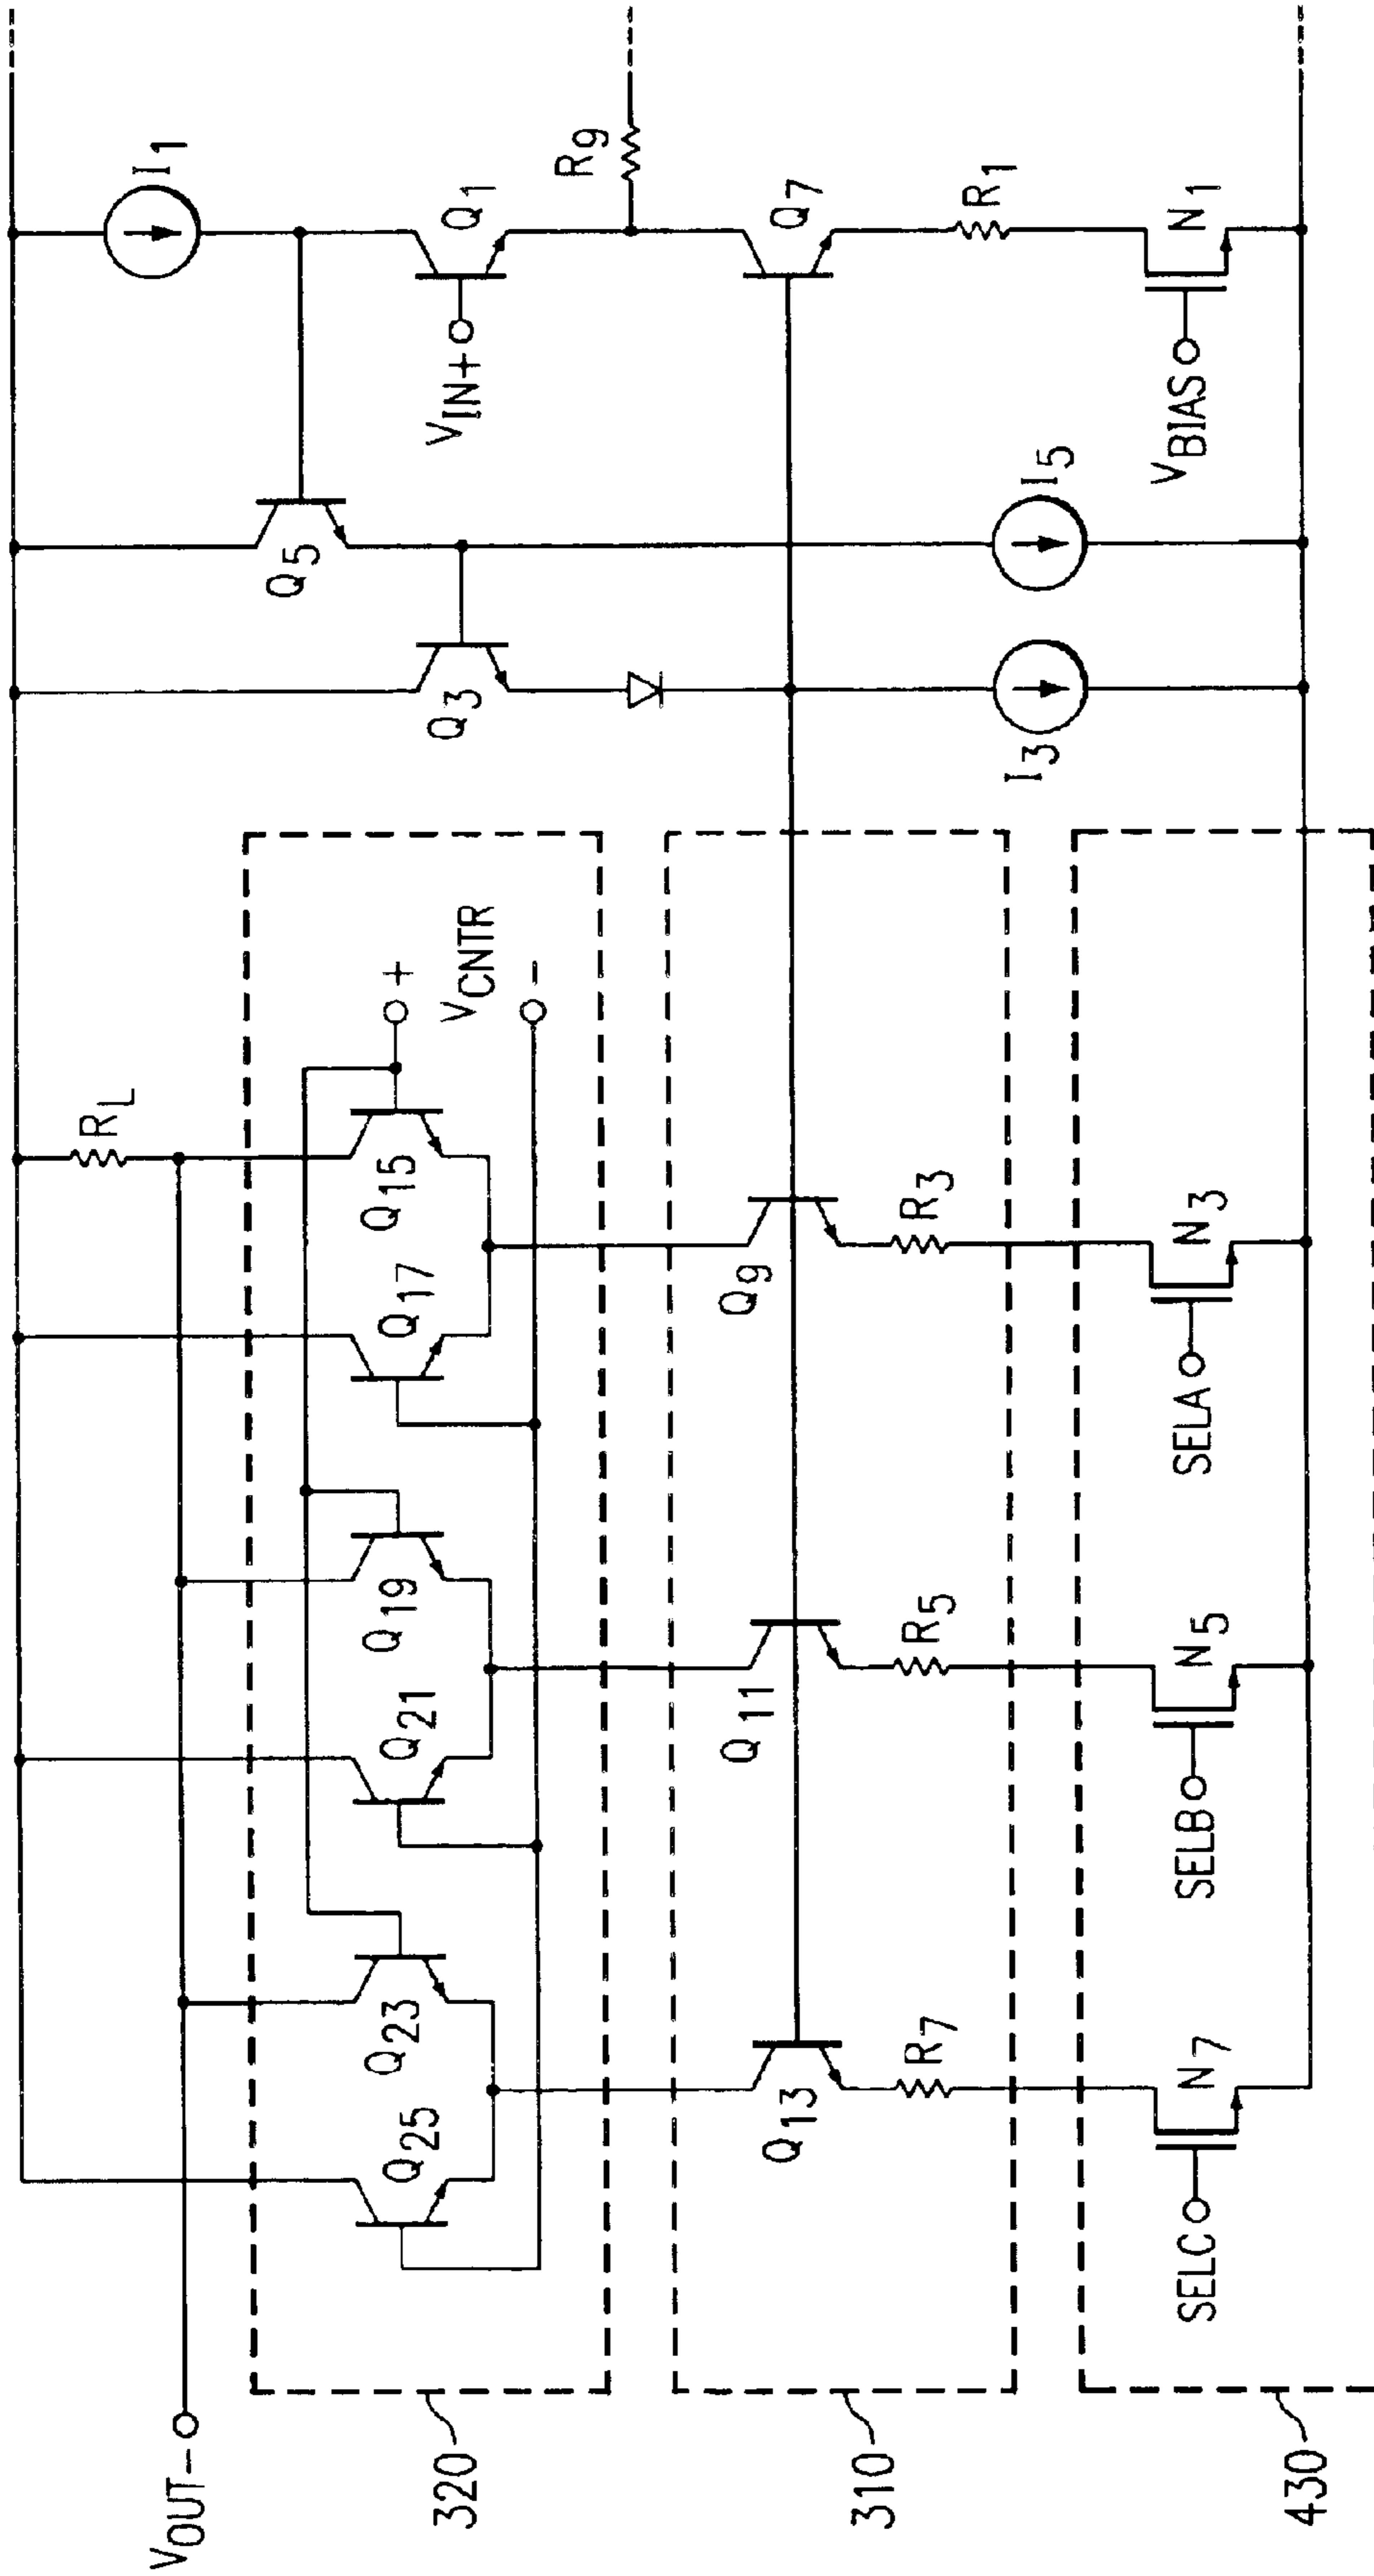 VOUT-
320
310
430
RL
I1
Q5
Q3
Q1
VIN+
R9
Q7
R1
N1
VBIAS
I5
I3
+
VCNTR
-
Q15
Q17
Q19
Q21
Q23
Q25
Q9
R3
Q11
R5
Q13
R7
N3
SELA
N5
SELB
N7
SELC